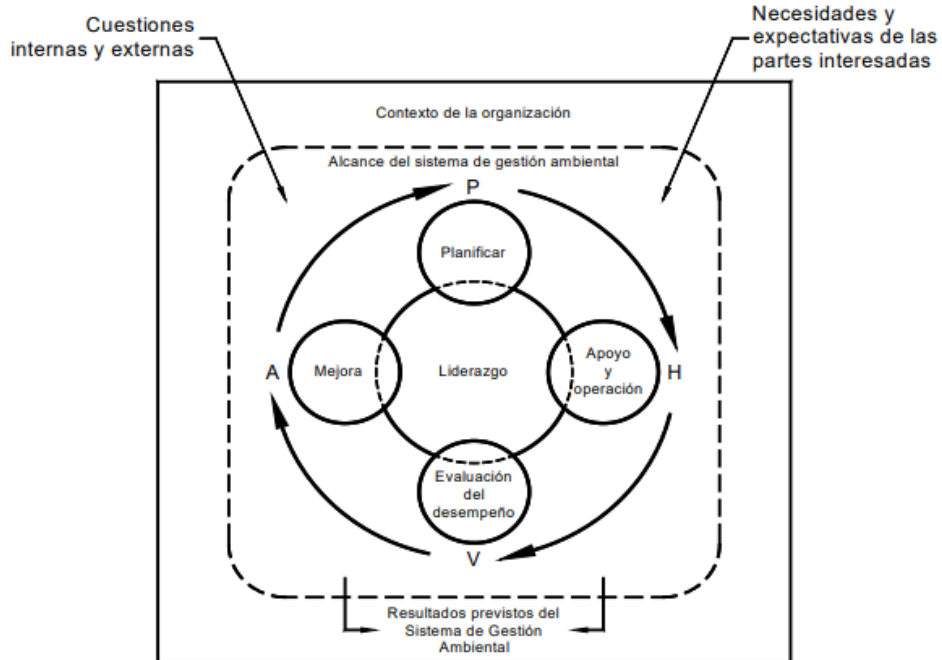 Cuestiones
internas y externas
Necesidades y
expectativas de las
partes interesadas
Contexto de la organización
Alcance del sistema de gestión ambiental
P
Planificar
A
Mejora
Liderazgo
Apoyo
y
operación
H
Evaluación
del
desempeño
V
Resultados previstos del
Sistema de Gestión
Ambiental